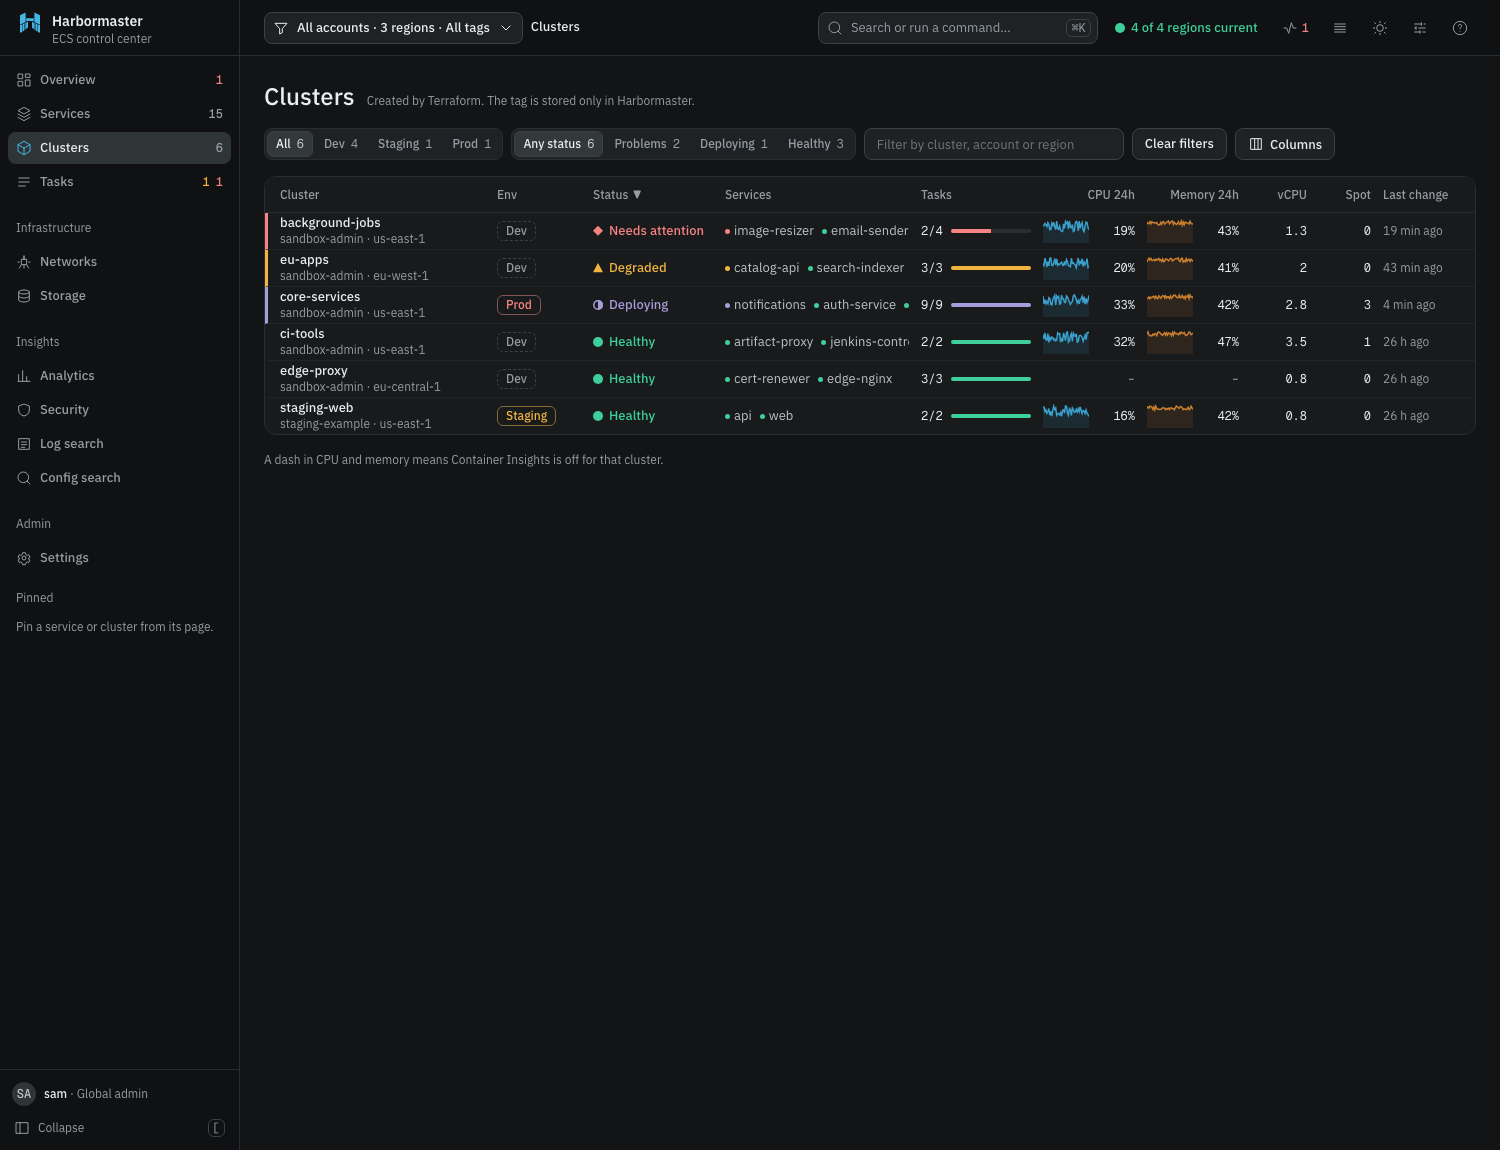 Harbormaster
ECS control center
All accounts · 3 regions · All tags
Clusters
Search or run a command...
⌘K
4 of 4 regions current
1
Overview 1
Services 15
Clusters 6
Tasks 1 1
Infrastructure
Networks
Storage
Insights
Analytics
Security
Log search
Config search
Admin
Settings
Pinned
Pin a service or cluster from its page.
SA sam · Global admin
Collapse [
Clusters Created by Terraform. The tag is stored only in Harbormaster.
All 6 Dev 4 Staging 1 Prod 1 Any status 6 Problems 2 Deploying 1 Healthy 3 Filter by cluster, account or region Clear filters Columns
Cluster Env Status ▼ Services Tasks CPU 24h Memory 24h vCPU Spot Last change
background-jobs
sandbox-admin · us-east-1
Dev Needs attention image-resizer email-sender 2/4 19% 43% 1.3 0 19 min ago
eu-apps
sandbox-admin · eu-west-1
Dev Degraded catalog-api search-indexer 3/3 20% 41% 2 0 43 min ago
core-services
sandbox-admin · us-east-1
Prod Deploying notifications auth-service 9/9 33% 42% 2.8 3 4 min ago
ci-tools
sandbox-admin · us-east-1
Dev Healthy artifact-proxy jenkins-contr 2/2 32% 47% 3.5 1 26 h ago
edge-proxy
sandbox-admin · eu-central-1
Dev Healthy cert-renewer edge-nginx 3/3 – – 0.8 0 26 h ago
staging-web
staging-example · us-east-1
Staging Healthy api web 2/2 16% 42% 0.8 0 26 h ago
A dash in CPU and memory means Container Insights is off for that cluster.